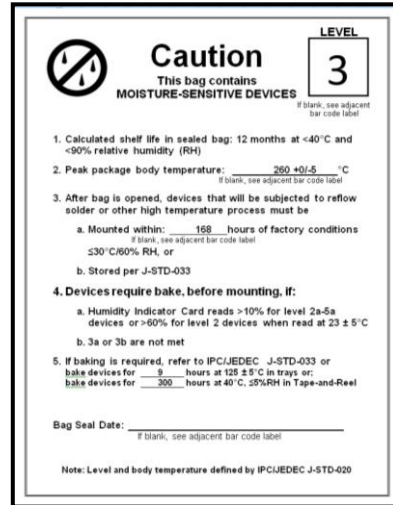 LEVEL
3
If blank, see adjacent
bar code label
Caution
This bag contains
MOISTURE-SENSITIVE DEVICES
1. Calculated shelf life in sealed bag: 12 months at <40°C and
<90% relative humidity (RH)
2. Peak package body temperature: 260 +0/-5 °C
If blank, see adjacent bar code label
3. After bag is opened, devices that will be subjected to reflow
solder or other high temperature process must be
a. Mounted within: 168 hours of factory conditions
If blank, see adjacent bar code label
≤30°C/60% RH, or
b. Stored per J-STD-033
4. Devices require bake, before mounting, if:
a. Humidity Indicator Card reads >10% for level 2a-5a
devices or >60% for level 2 devices when read at 23 ± 5°C
b. 3a or 3b are not met
5. If baking is required, refer to IPC/JEDEC J-STD-033 or
bake devices for 9 hours at 125 ± 5°C in trays or;
bake devices for 300 hours at 40°C, ≤5%RH in Tape-and-Reel
Bag Seal Date:
If blank, see adjacent bar code label
Note: Level and body temperature defined by IPC/JEDEC J-STD-020